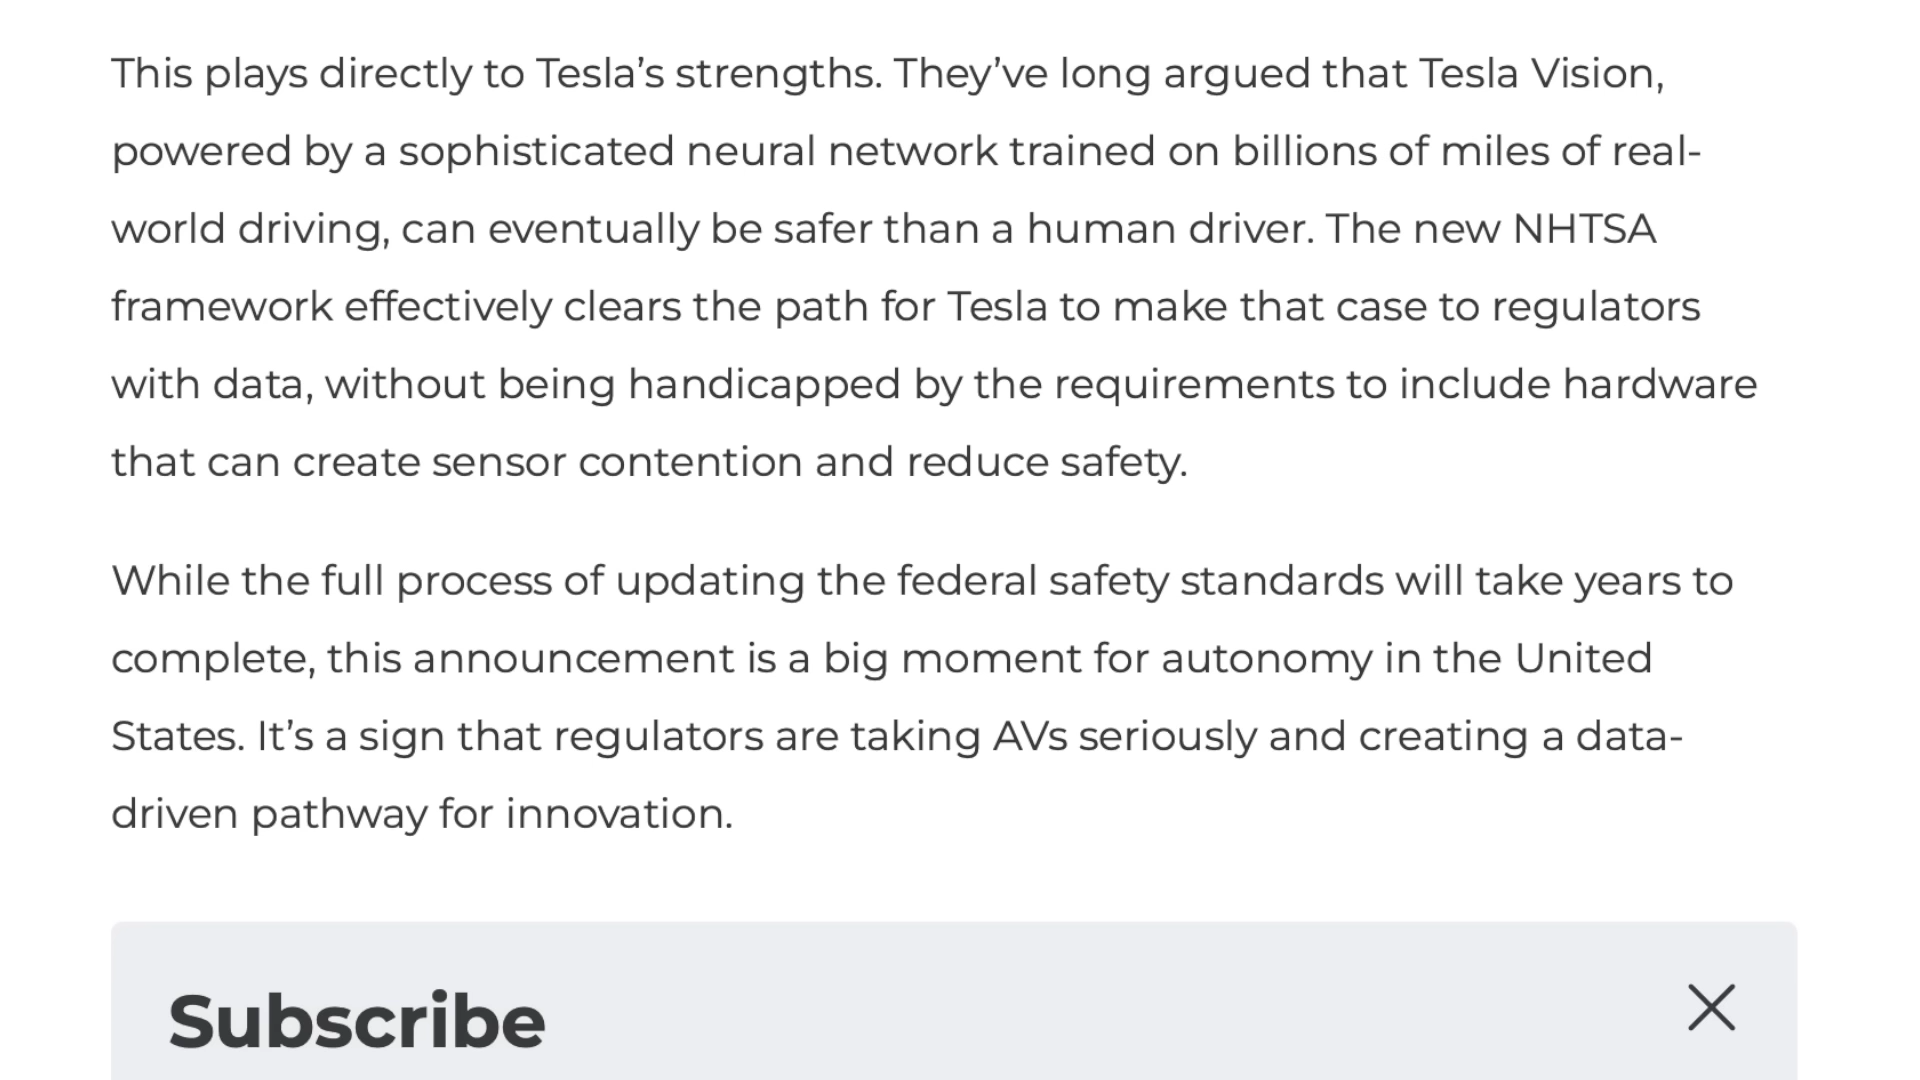 This plays directly to Tesla’s strengths. They’ve long argued that Tesla Vision,
powered by a sophisticated neural network trained on billions of miles of real-
world driving, can eventually be safer than a human driver. The new NHTSA
framework effectively clears the path for Tesla to make that case to regulators
with data, without being handicapped by the requirements to include hardware
that can create sensor contention and reduce safety.
While the full process of updating the federal safety standards will take years to
complete, this announcement is a big moment for autonomy in the United
States. It’s a sign that regulators are taking AVs seriously and creating a data-
driven pathway for innovation.
Subscribe